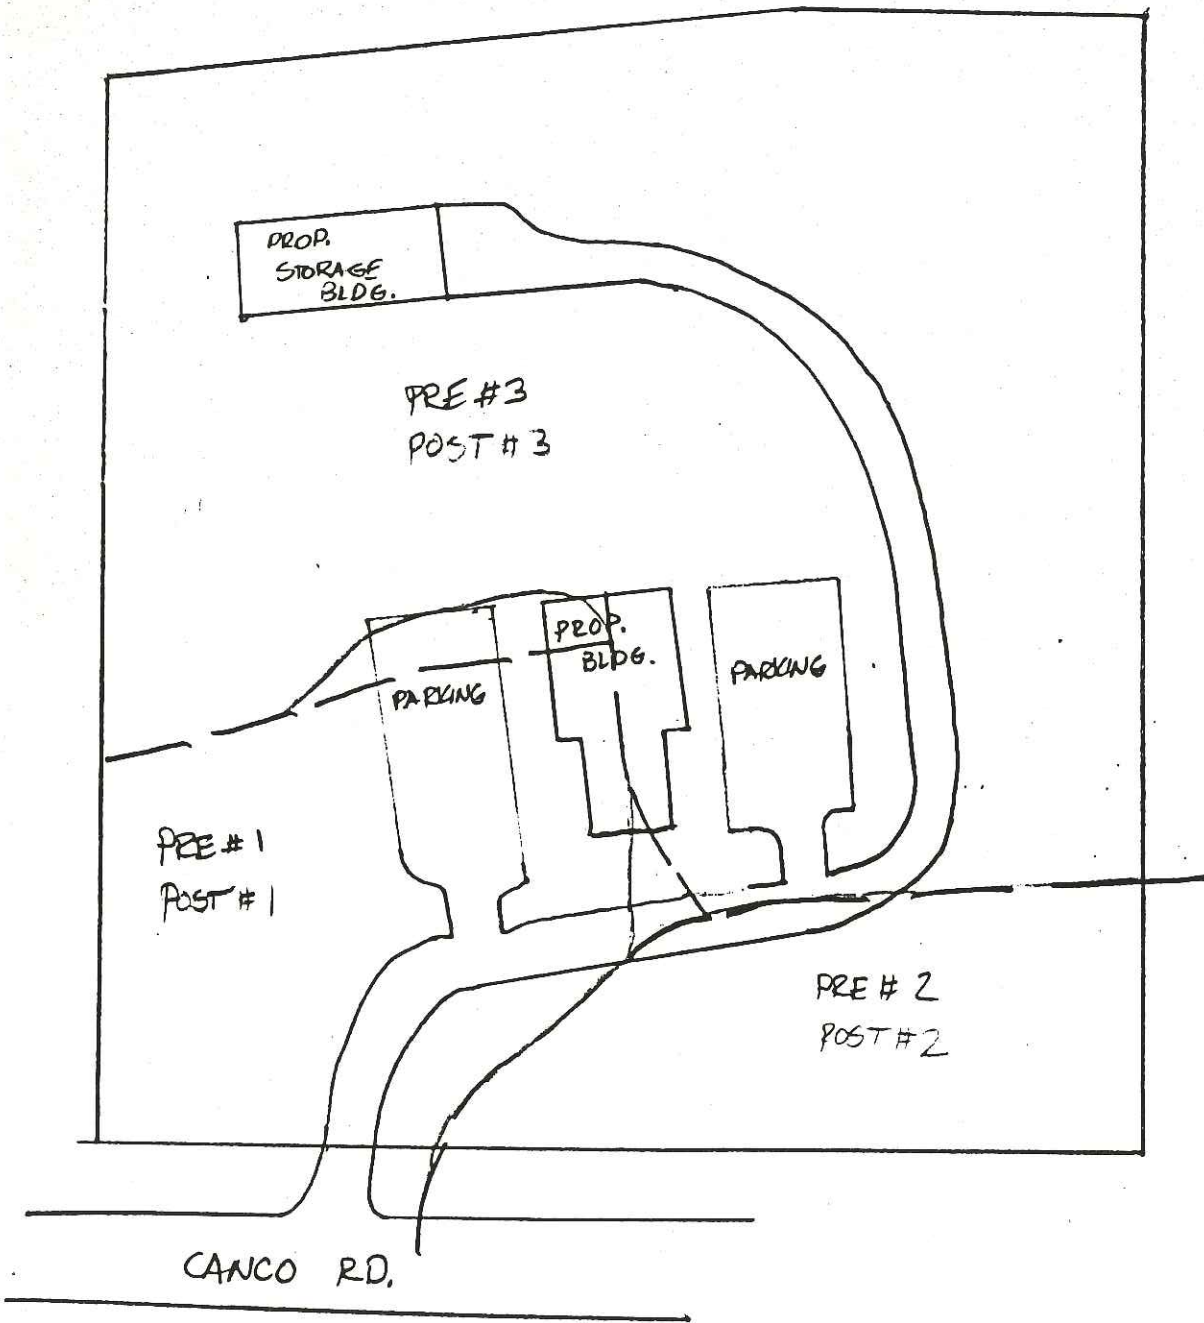 PROP.
STORAGE
BLDG.
PRE #3
POST #3
PROP.
BLDG.
PARKING
PARKING
PRE #1
POST #1
PRE # 2
POST #2
CANCO RD.